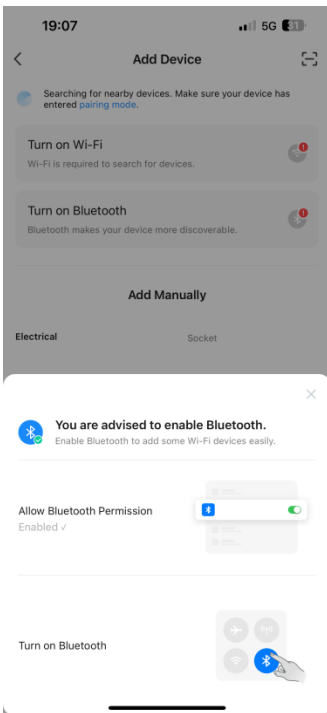 19:07
5G 31
Add Device
Searching for nearby devices. Make sure your device has
entered pairing mode.
Turn on Wi-Fi
Wi-Fi is required to search for devices.
Turn on Bluetooth
Bluetooth makes your device more discoverable.
Add Manually
Electrical
Socket
You are advised to enable Bluetooth.
Enable Bluetooth to add some Wi-Fi devices easily.
Allow Bluetooth Permission
Enabled √
Turn on Bluetooth